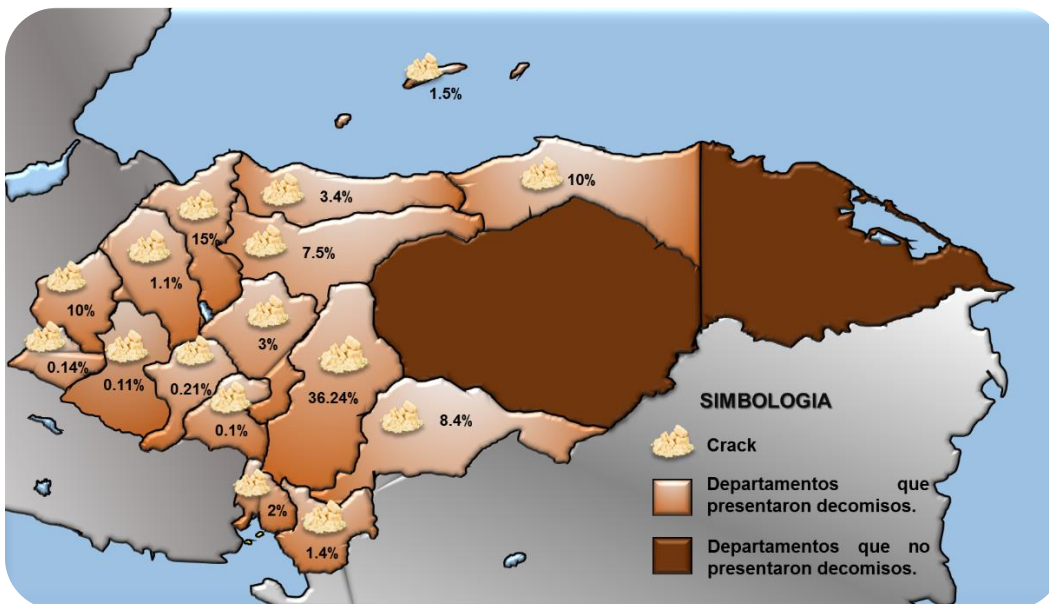 1.5%
3.4%
10%
15%
7.5%
1.1%
10%
3%
0.14%
0.11%
0.21%
36.24%
0.1%
8.4%
2%
1.4%
SIMBOLOGIA
Crack
Departamentos que
presentaron decomisos.
Departamentos que no
presentaron decomisos.